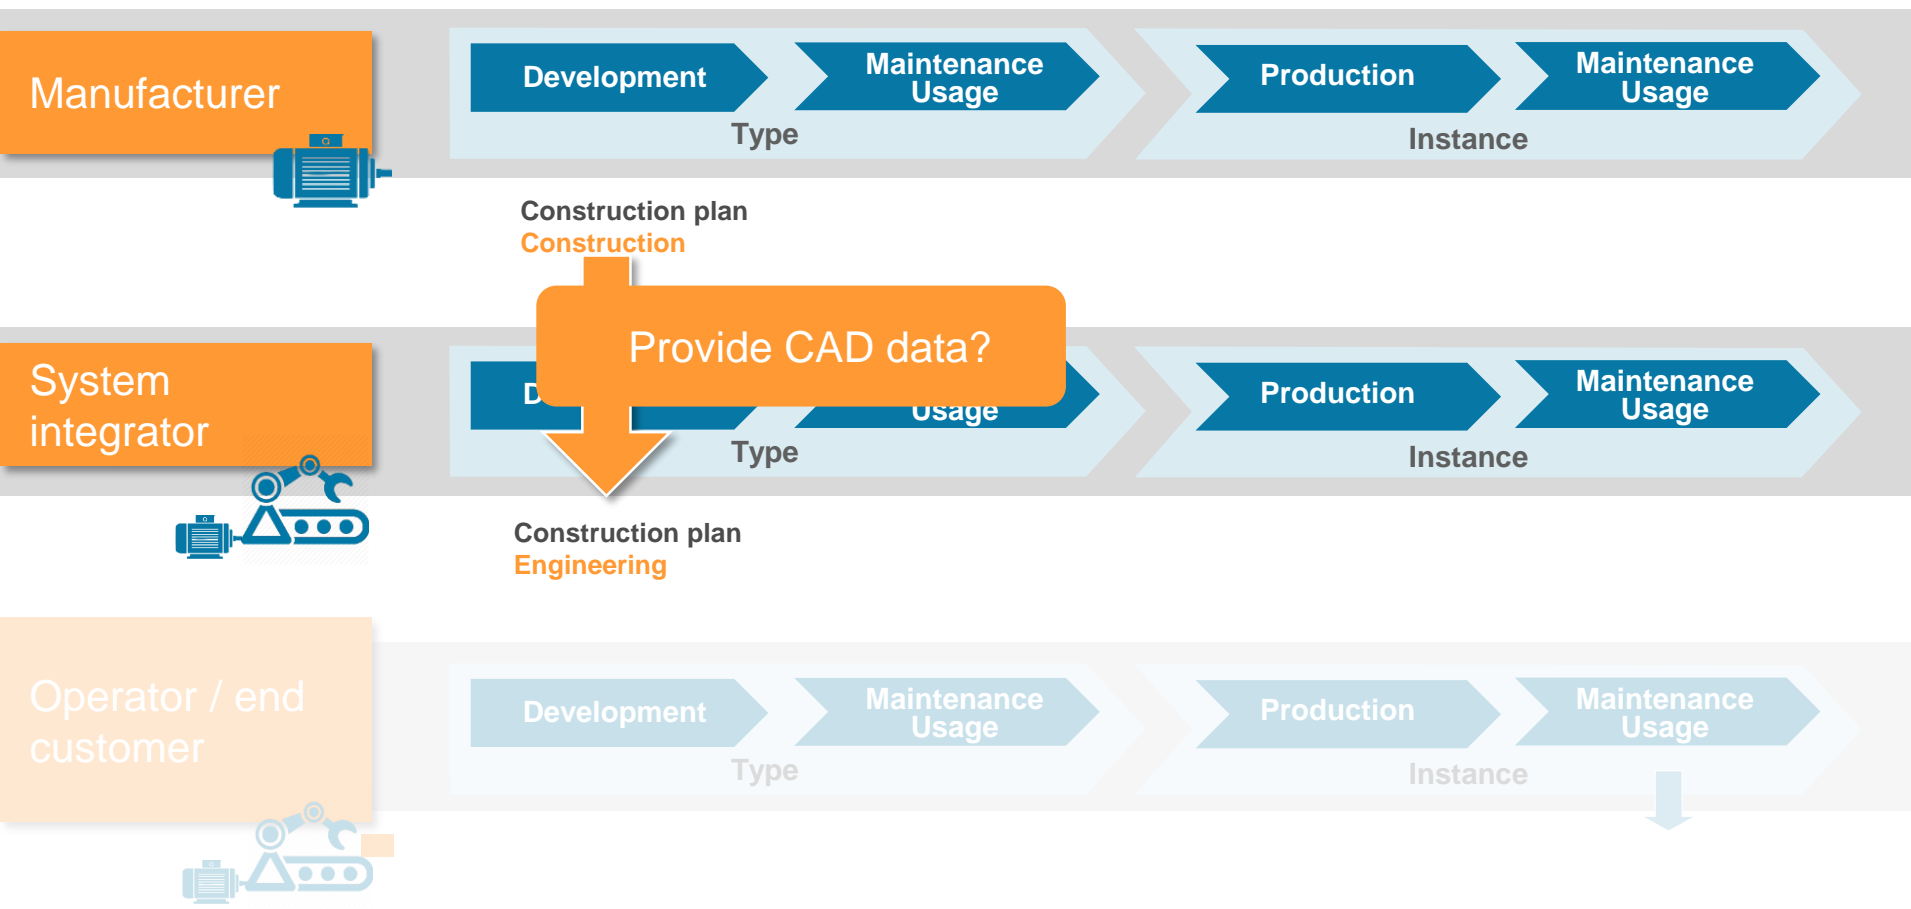 Manufacturer
Development
Maintenance
Usage
Type
Production
Maintenance
Usage
Instance
Construction plan
Construction
Provide CAD data?
System
integrator
D
Usage
Type
Production
Maintenance
Usage
Instance
Construction plan
Engineering
Operator / end
customer
Development
Maintenance
Usage
Type
Production
Maintenance
Usage
Instance